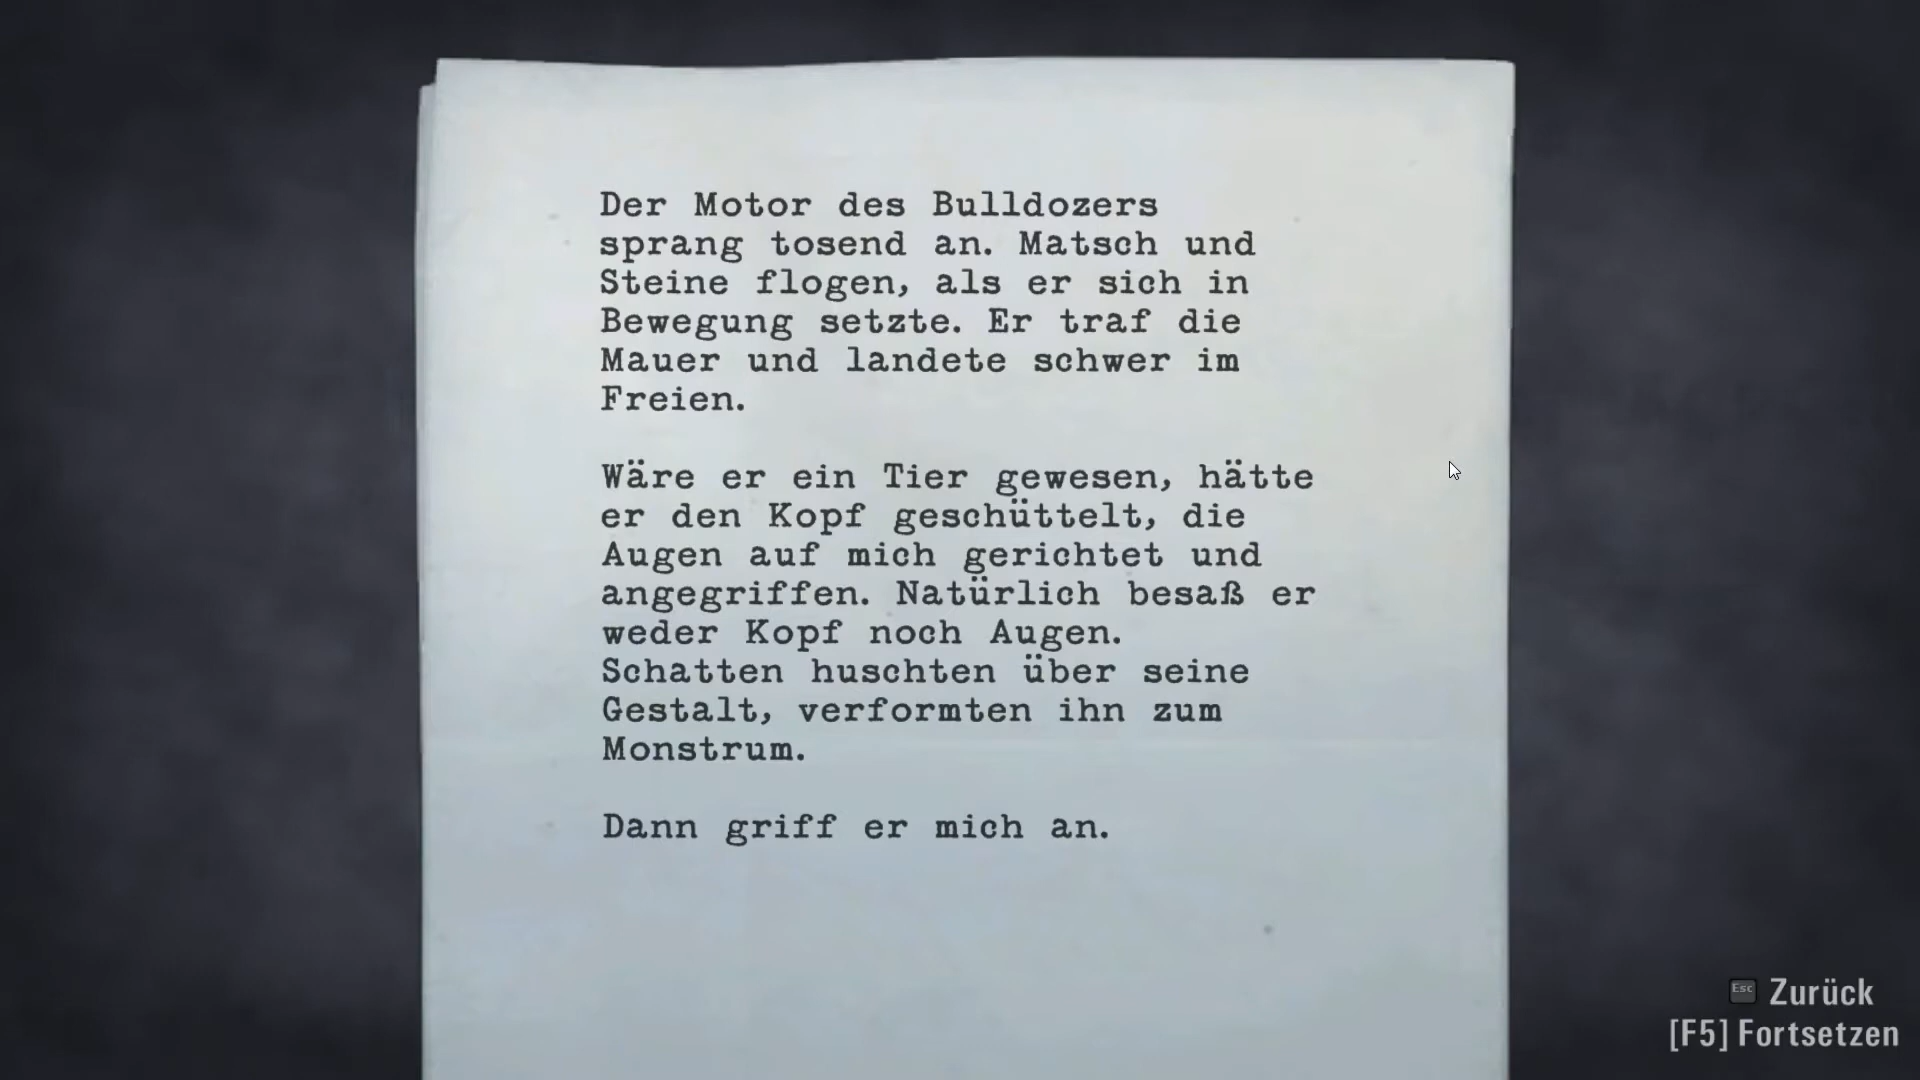 Der Motor des Bulldozers
sprang tosend an. Matsch und
Steine flogen, als er sich in
Bewegung setzte. Er traf die
Mauer und landete schwer im
Freien.
Wäre er ein Tier gewesen, hätte
er den Kopf geschüttelt, die
Augen auf mich gerichtet und
angegriffen. Natürlich besaß er
weder Kopf noch Augen.
Schatten huschten über seine
Gestalt, verformten ihn zum
Monstrum.
Dann griff er mich an.
Esc Zurück
[F5] Fortsetzen